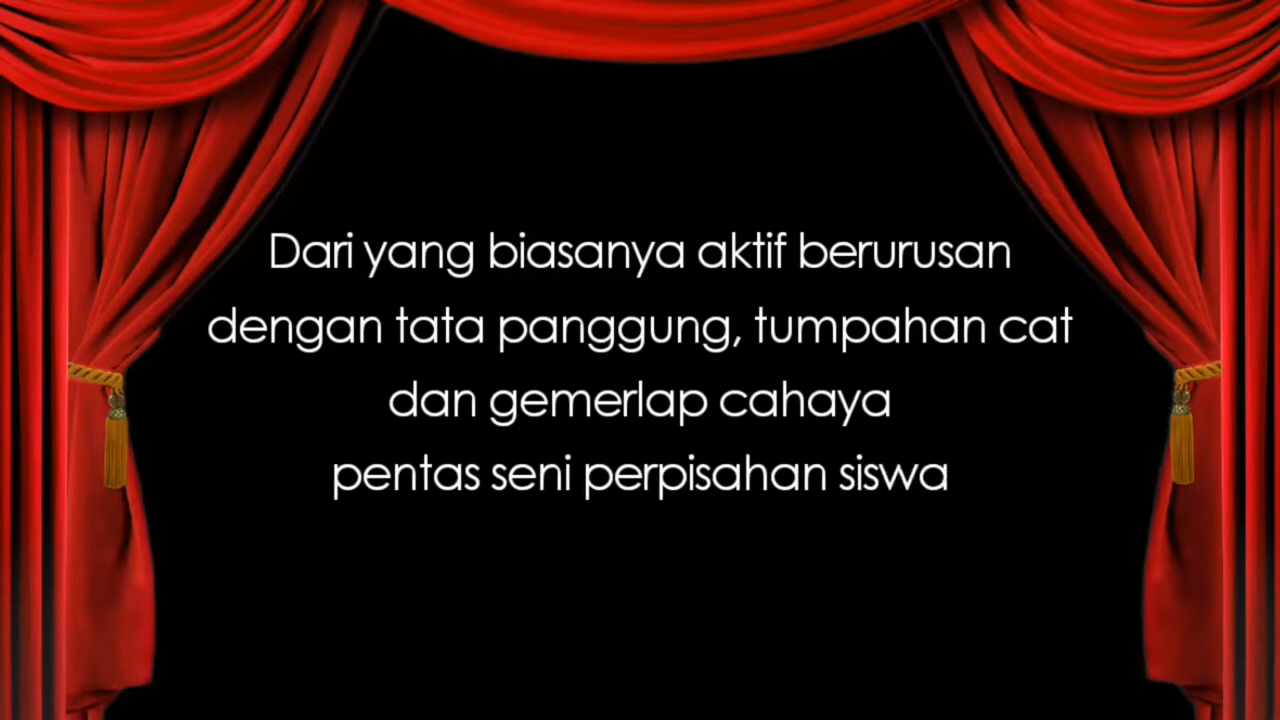 Dari yang biasanya aktif berurusan
dengan tata panggung, tumpahan cat
dan gemerlap cahaya
pentas seni perpisahan siswa